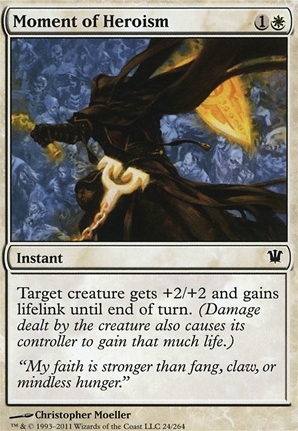 Moment of Heroism 1
Instant
Target creature gets +2/+2 and gains
lifelink until end of turn. (Damage
dealt by the creature also causes its
controller to gain that much life.)
“My faith is stronger than fang, claw, or
mindless hunger.”
Christopher Moeller
™ & © 1993–2011 Wizards of the Coast LLC 24/264